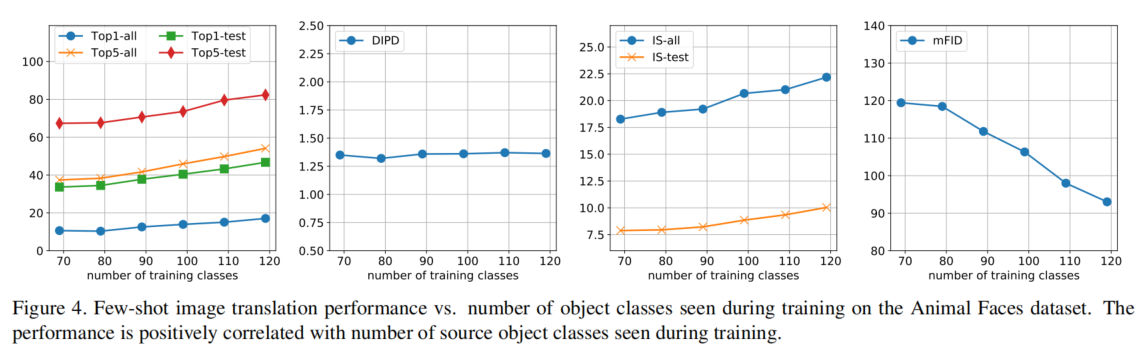 Top1-all Top1-test
Top5-all Top5-test
100
80
60
40
20
0
70 80 90 100 110 120
number of training classes
2.50
2.25
2.00
1.75
1.50
1.25
1.00
0.75
0.50
DIPD
70 80 90 100 110 120
number of training classes
25.0
22.5
20.0
17.5
15.0
12.5
10.0
7.5
IS-all
IS-test
70 80 90 100 110 120
number of training classes
140
130
120
110
100
90
80
mFID
70 80 90 100 110 120
number of training classes
Figure 4. Few-shot image translation performance vs. number of object classes seen during training on the Animal Faces dataset. The
performance is positively correlated with number of source object classes seen during training.